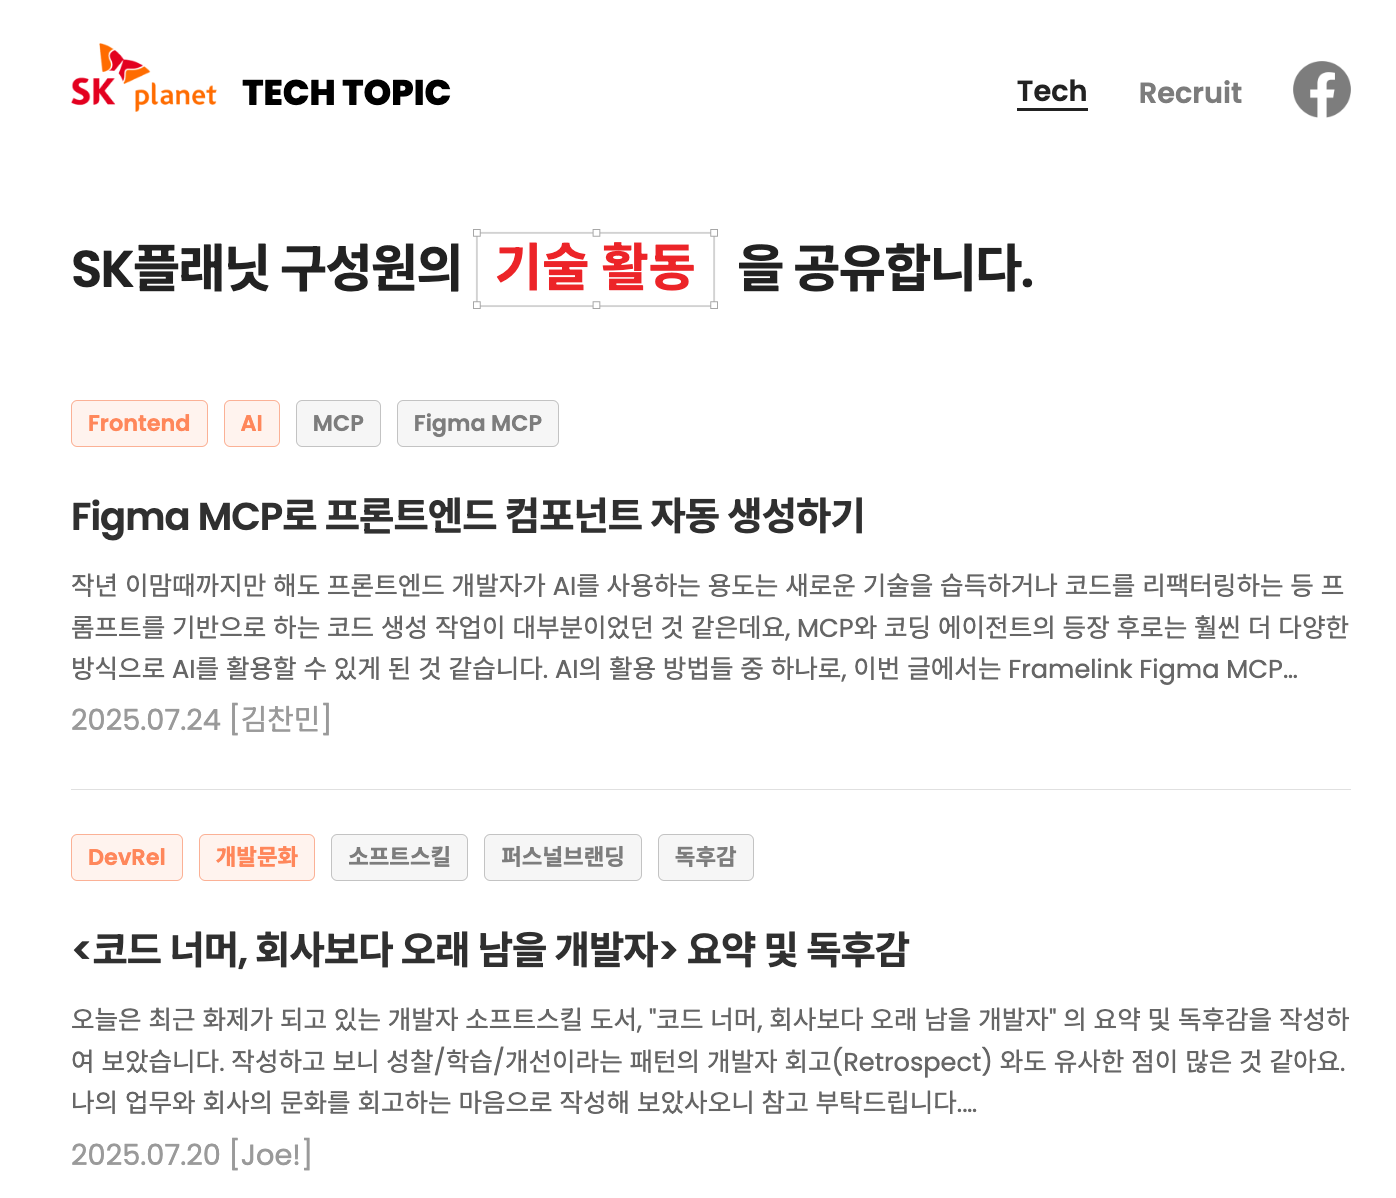 SK planet TECH TOPIC
Tech Recruit
SK플래닛 구성원의 기술 활동 을 공유합니다.
Frontend AI MCP Figma MCP
Figma MCP로 프론트엔드 컴포넌트 자동 생성하기
작년 이맘때까지만 해도 프론트엔드 개발자가 AI를 사용하는 용도는 새로운 기술을 습득하거나 코드를 리팩터링하는 등 프
롬프트를 기반으로 하는 코드 생성 작업이 대부분이었던 것 같은데요, MCP와 코딩 에이전트의 등장 후로는 훨씬 더 다양한
방식으로 AI를 활용할 수 있게 된 것 같습니다. AI의 활용 방법들 중 하나로, 이번 글에서는 Framelink Figma MCP...
2025.07.24 [김찬민]
DevRel 개발문화 소프트스킬 퍼스널브랜딩 독후감
<코드 너머, 회사보다 오래 남을 개발자> 요약 및 독후감
오늘은 최근 화제가 되고 있는 개발자 소프트스킬 도서, "코드 너머, 회사보다 오래 남을 개발자" 의 요약 및 독후감을 작성하
여 보았습니다. 작성하고 보니 성찰/학습/개선이라는 패턴의 개발자 회고(Retrospect) 와도 유사한 점이 많은 것 같아요.
나의 업무와 회사의 문화를 회고하는 마음으로 작성해 보았사오니 참고 부탁드립니다....
2025.07.20 [Joe!]